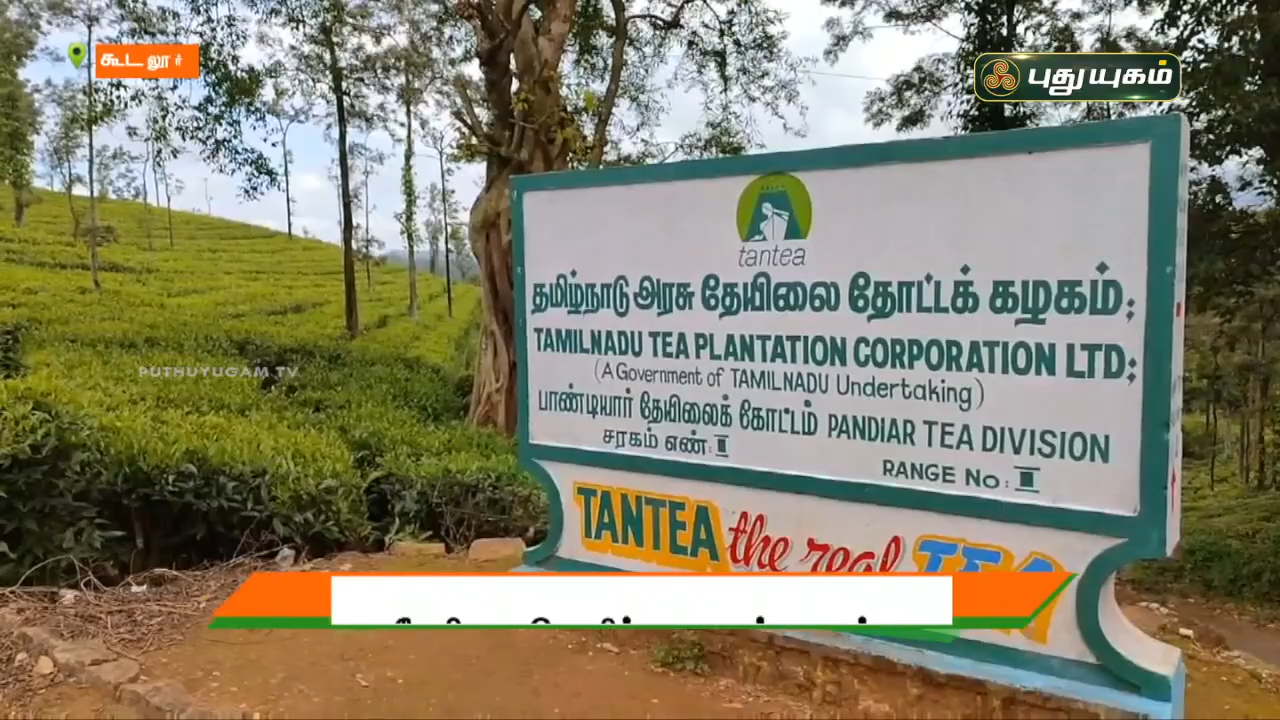 கூடலூர்
புதுயுகம்
tantea
தமிழ்நாடு அரசு தேயிலை தோட்டக் கழகம்;
TAMILNADU TEA PLANTATION CORPORATION LTD;
(A Government of TAMILNADU Undertaking)
பாண்டியார் தேயிலைக் கோட்டம் PANDIAR TEA DIVISION
சரகம் எண்: II
RANGE No: II
PUTHUYUGAM TV
TANTEA the real TEA